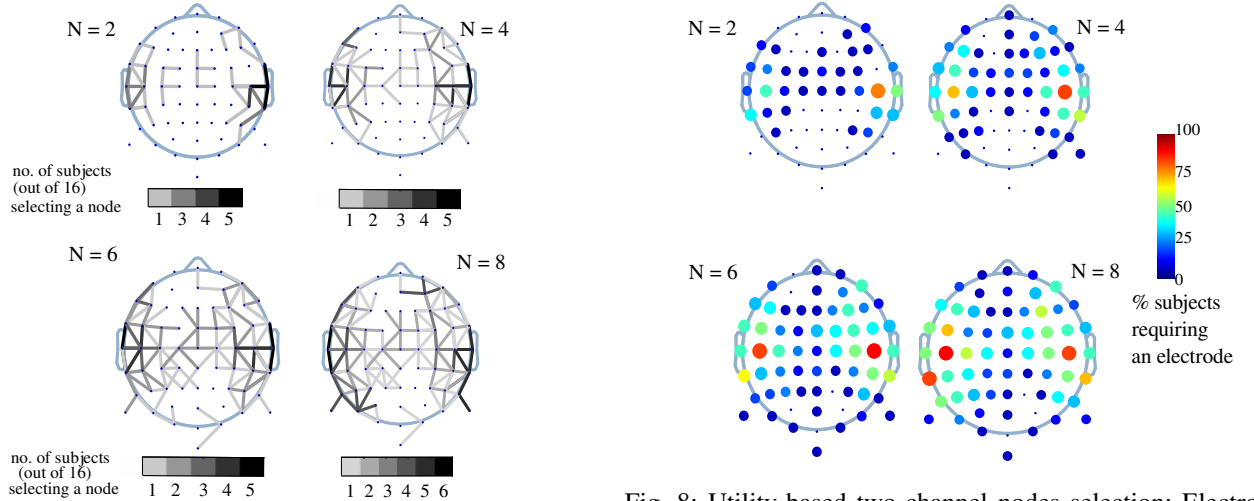 N = 2
N = 4
no. of subjects
(out of 16)
selecting a node
1 3 4 5
1 2 3 4 5
N = 6
N = 8
no. of subjects
(out of 16)
selecting a node
1 2 3 4 5
1 2 3 4 5 6
N = 2
N = 4
100
75
50
25
0
N = 6
N = 8
% subjects
requiring
an electrode
Fig. 8: Utility based two-channel nodes selection: Electro